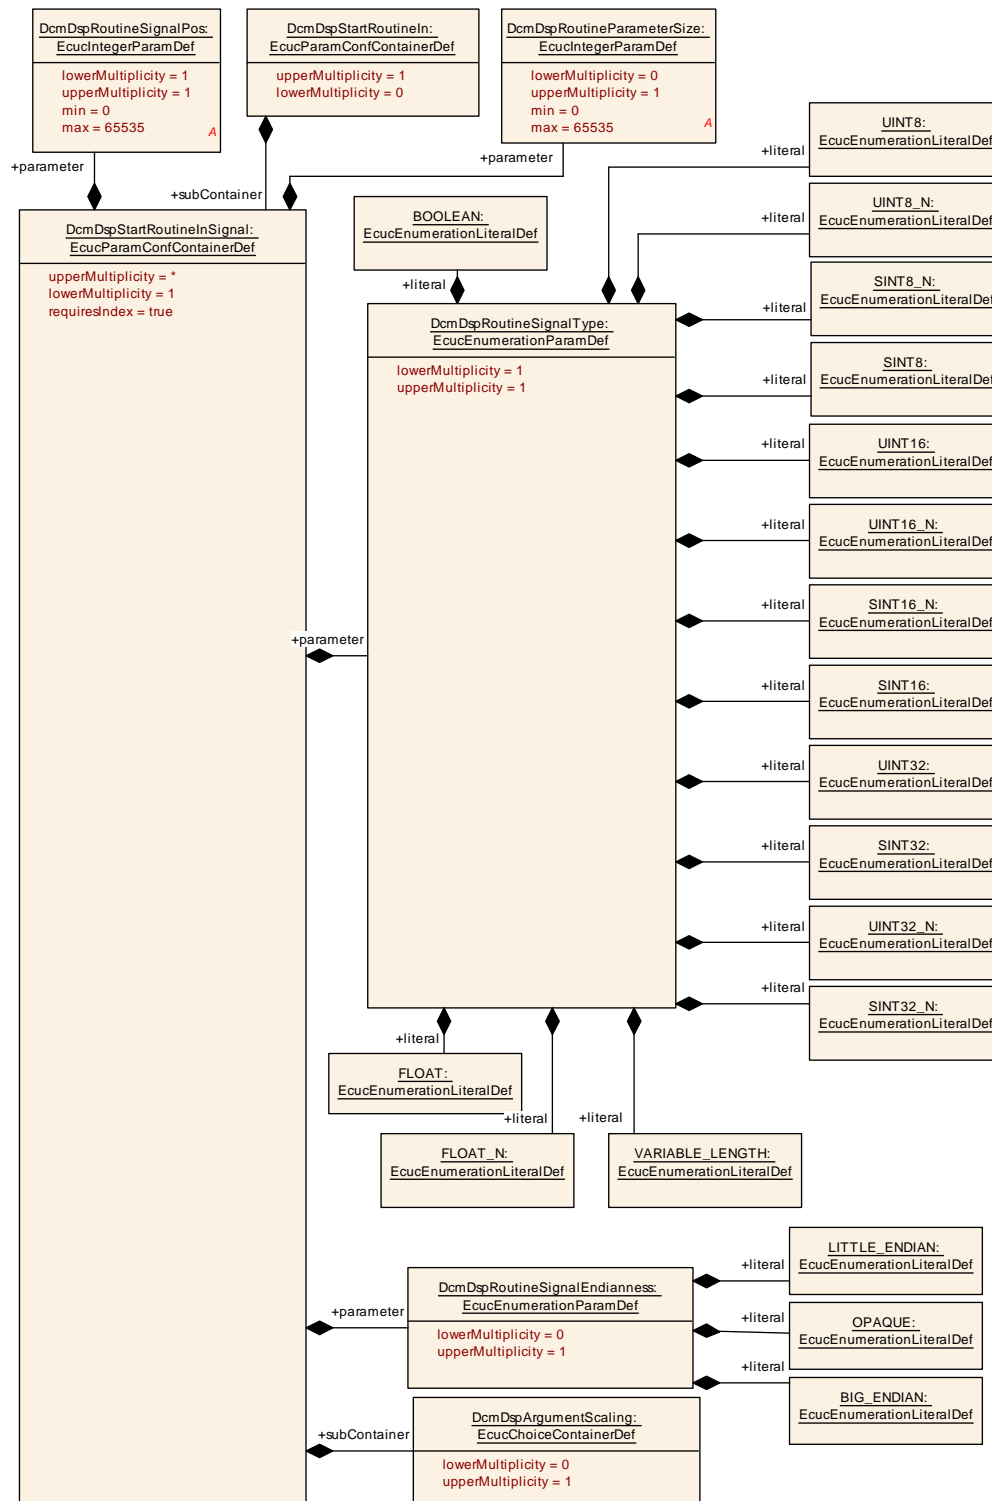 DcmDspRoutineSignalPos:
EcucIntegerParamDef
lowerMultiplicity = 1
upperMultiplicity = 1
min = 0
max = 65535
A
DcmDspStartRoutineIn:
EcucParamConfContainerDef
upperMultiplicity = 1
lowerMultiplicity = 0
DcmDspRoutineParameterSize:
EcucIntegerParamDef
lowerMultiplicity = 0
upperMultiplicity = 1
min = 0
max = 65535
A
+parameter
+subContainer
+parameter
DcmDspStartRoutineInSignal:
EcucParamConfContainerDef
upperMultiplicity = *
lowerMultiplicity = 1
requiresIndex = true
BOOLEAN:
EcucEnumerationLiteralDef
+literal
DcmDspRoutineSignalType:
EcucEnumerationParamDef
lowerMultiplicity = 1
upperMultiplicity = 1
+parameter
+literal
UINT8:
EcucEnumerationLiteralDef
+literal
UINT8_N:
EcucEnumerationLiteralDef
+literal
SINT8_N:
EcucEnumerationLiteralDef
+literal
SINT8:
EcucEnumerationLiteralDef
+literal
UINT16:
EcucEnumerationLiteralDef
+literal
UINT16_N:
EcucEnumerationLiteralDef
+literal
SINT16_N:
EcucEnumerationLiteralDef
+literal
SINT16:
EcucEnumerationLiteralDef
+literal
UINT32:
EcucEnumerationLiteralDef
+literal
SINT32:
EcucEnumerationLiteralDef
+literal
UINT32_N:
EcucEnumerationLiteralDef
+literal
SINT32_N:
EcucEnumerationLiteralDef
+literal
FLOAT:
EcucEnumerationLiteralDef
+literal
FLOAT_N:
EcucEnumerationLiteralDef
+literal
VARIABLE_LENGTH:
EcucEnumerationLiteralDef
+parameter
DcmDspRoutineSignalEndianness:
EcucEnumerationParamDef
lowerMultiplicity = 0
upperMultiplicity = 1
+literal
LITTLE_ENDIAN:
EcucEnumerationLiteralDef
+literal
OPAQUE:
EcucEnumerationLiteralDef
+literal
BIG_ENDIAN:
EcucEnumerationLiteralDef
+subContainer
DcmDspArgumentScaling:
EcucChoiceContainerDef
lowerMultiplicity = 0
upperMultiplicity = 1